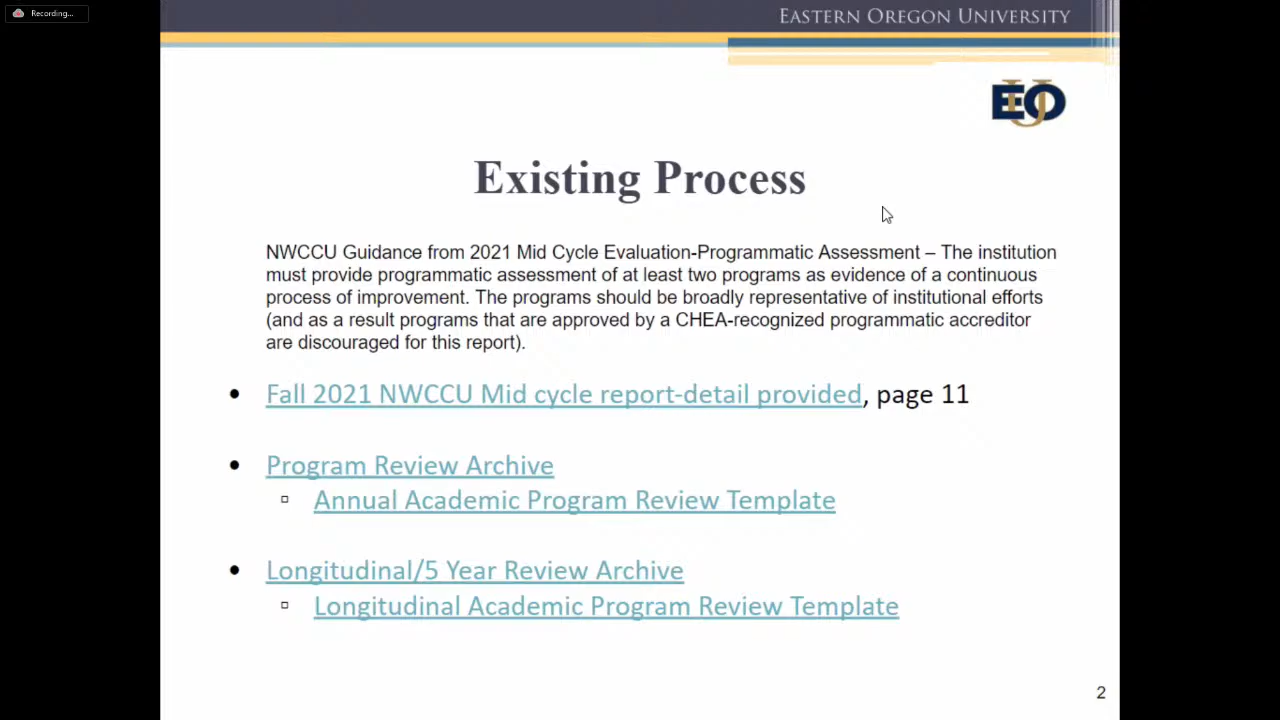 Recording...
EASTERN OREGON UNIVERSITY
EOU
Existing Process
NWCCU Guidance from 2021 Mid Cycle Evaluation-Programmatic Assessment – The institution
must provide programmatic assessment of at least two programs as evidence of a continuous
process of improvement. The programs should be broadly representative of institutional efforts
(and as a result programs that are approved by a CHEA-recognized programmatic accreditor
are discouraged for this report).
• Fall 2021 NWCCU Mid cycle report-detail provided, page 11
• Program Review Archive
▫ Annual Academic Program Review Template
• Longitudinal/5 Year Review Archive
▫ Longitudinal Academic Program Review Template
2